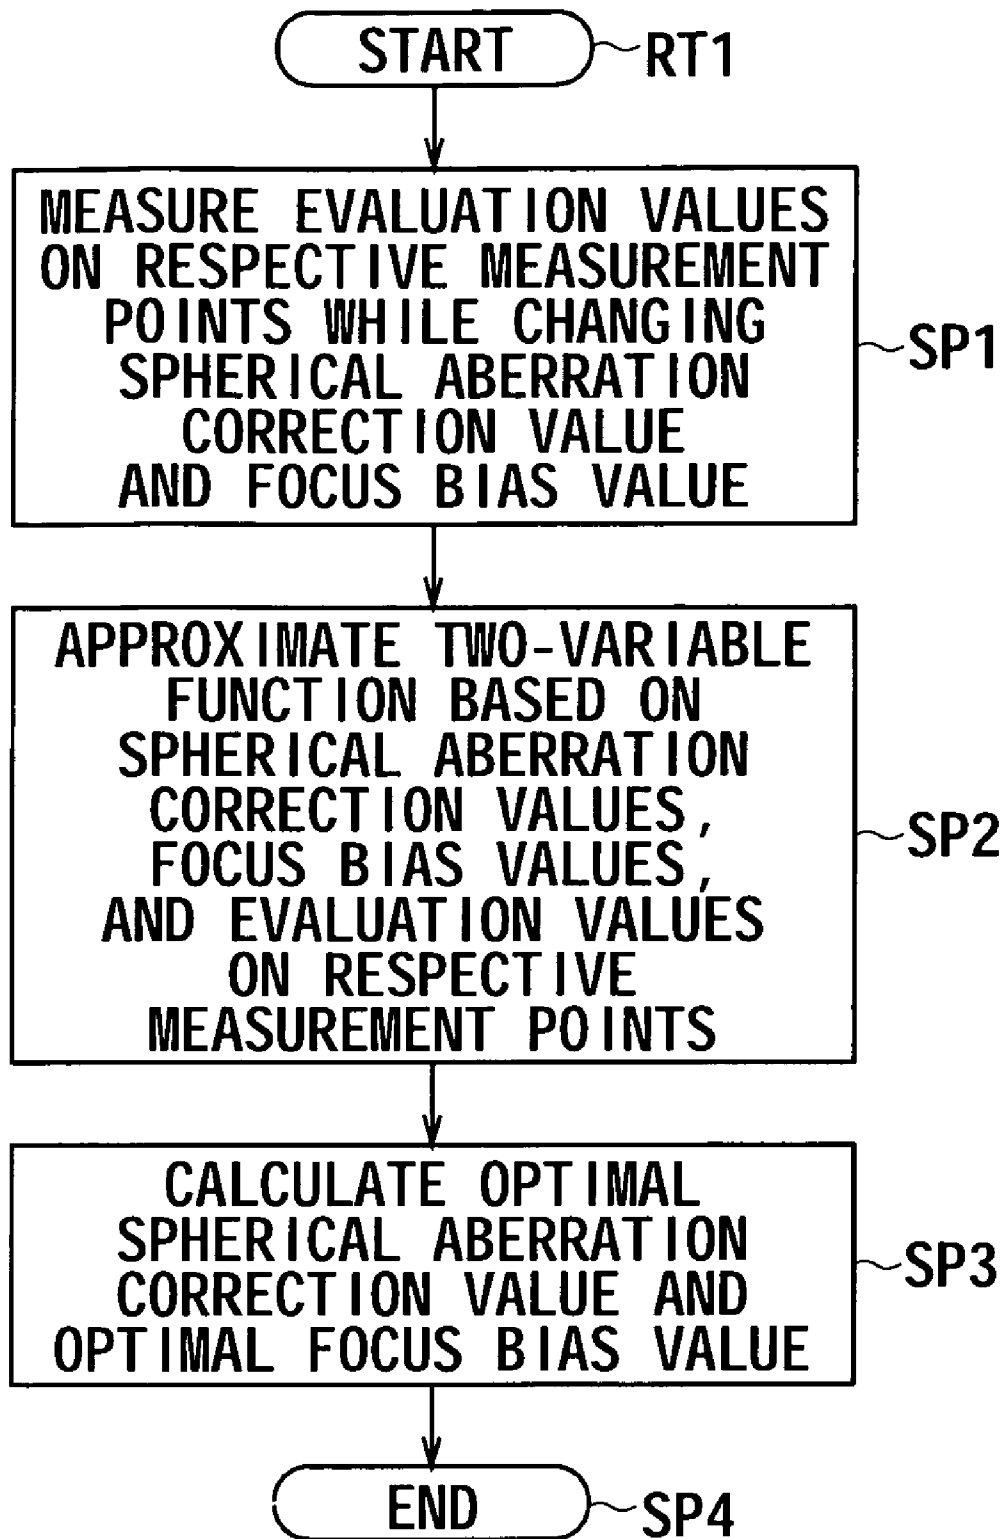 START
RT1
MEASURE EVALUATION VALUES
ON RESPECTIVE MEASUREMENT
POINTS WHILE CHANGING
SPHERICAL ABERRATION
CORRECTION VALUE
AND FOCUS BIAS VALUE
SP1
APPROXIMATE TWO-VARIABLE
FUNCTION BASED ON
SPHERICAL ABERRATION
CORRECTION VALUES,
FOCUS BIAS VALUES,
AND EVALUATION VALUES
ON RESPECTIVE
MEASUREMENT POINTS
SP2
CALCULATE OPTIMAL
SPHERICAL ABERRATION
CORRECTION VALUE AND
OPTIMAL FOCUS BIAS VALUE
SP3
END
SP4